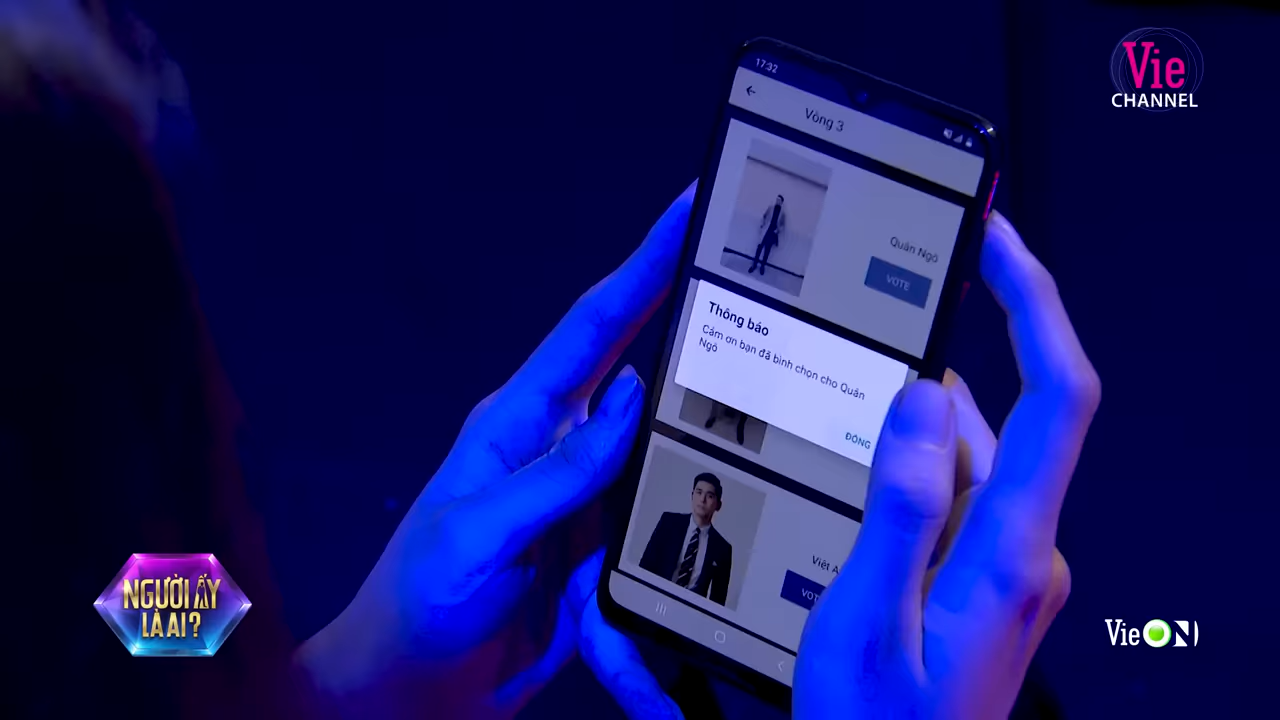 Vie
CHANNEL
17:32
Vòng 3
Quân Ngô
VOTE
Thông báo
Cảm ơn bạn đã bình chọn cho Quân
Ngô
ĐÓNG
Việt A
VOT
NGƯỜI ẤY
LÀ AI?
VieON